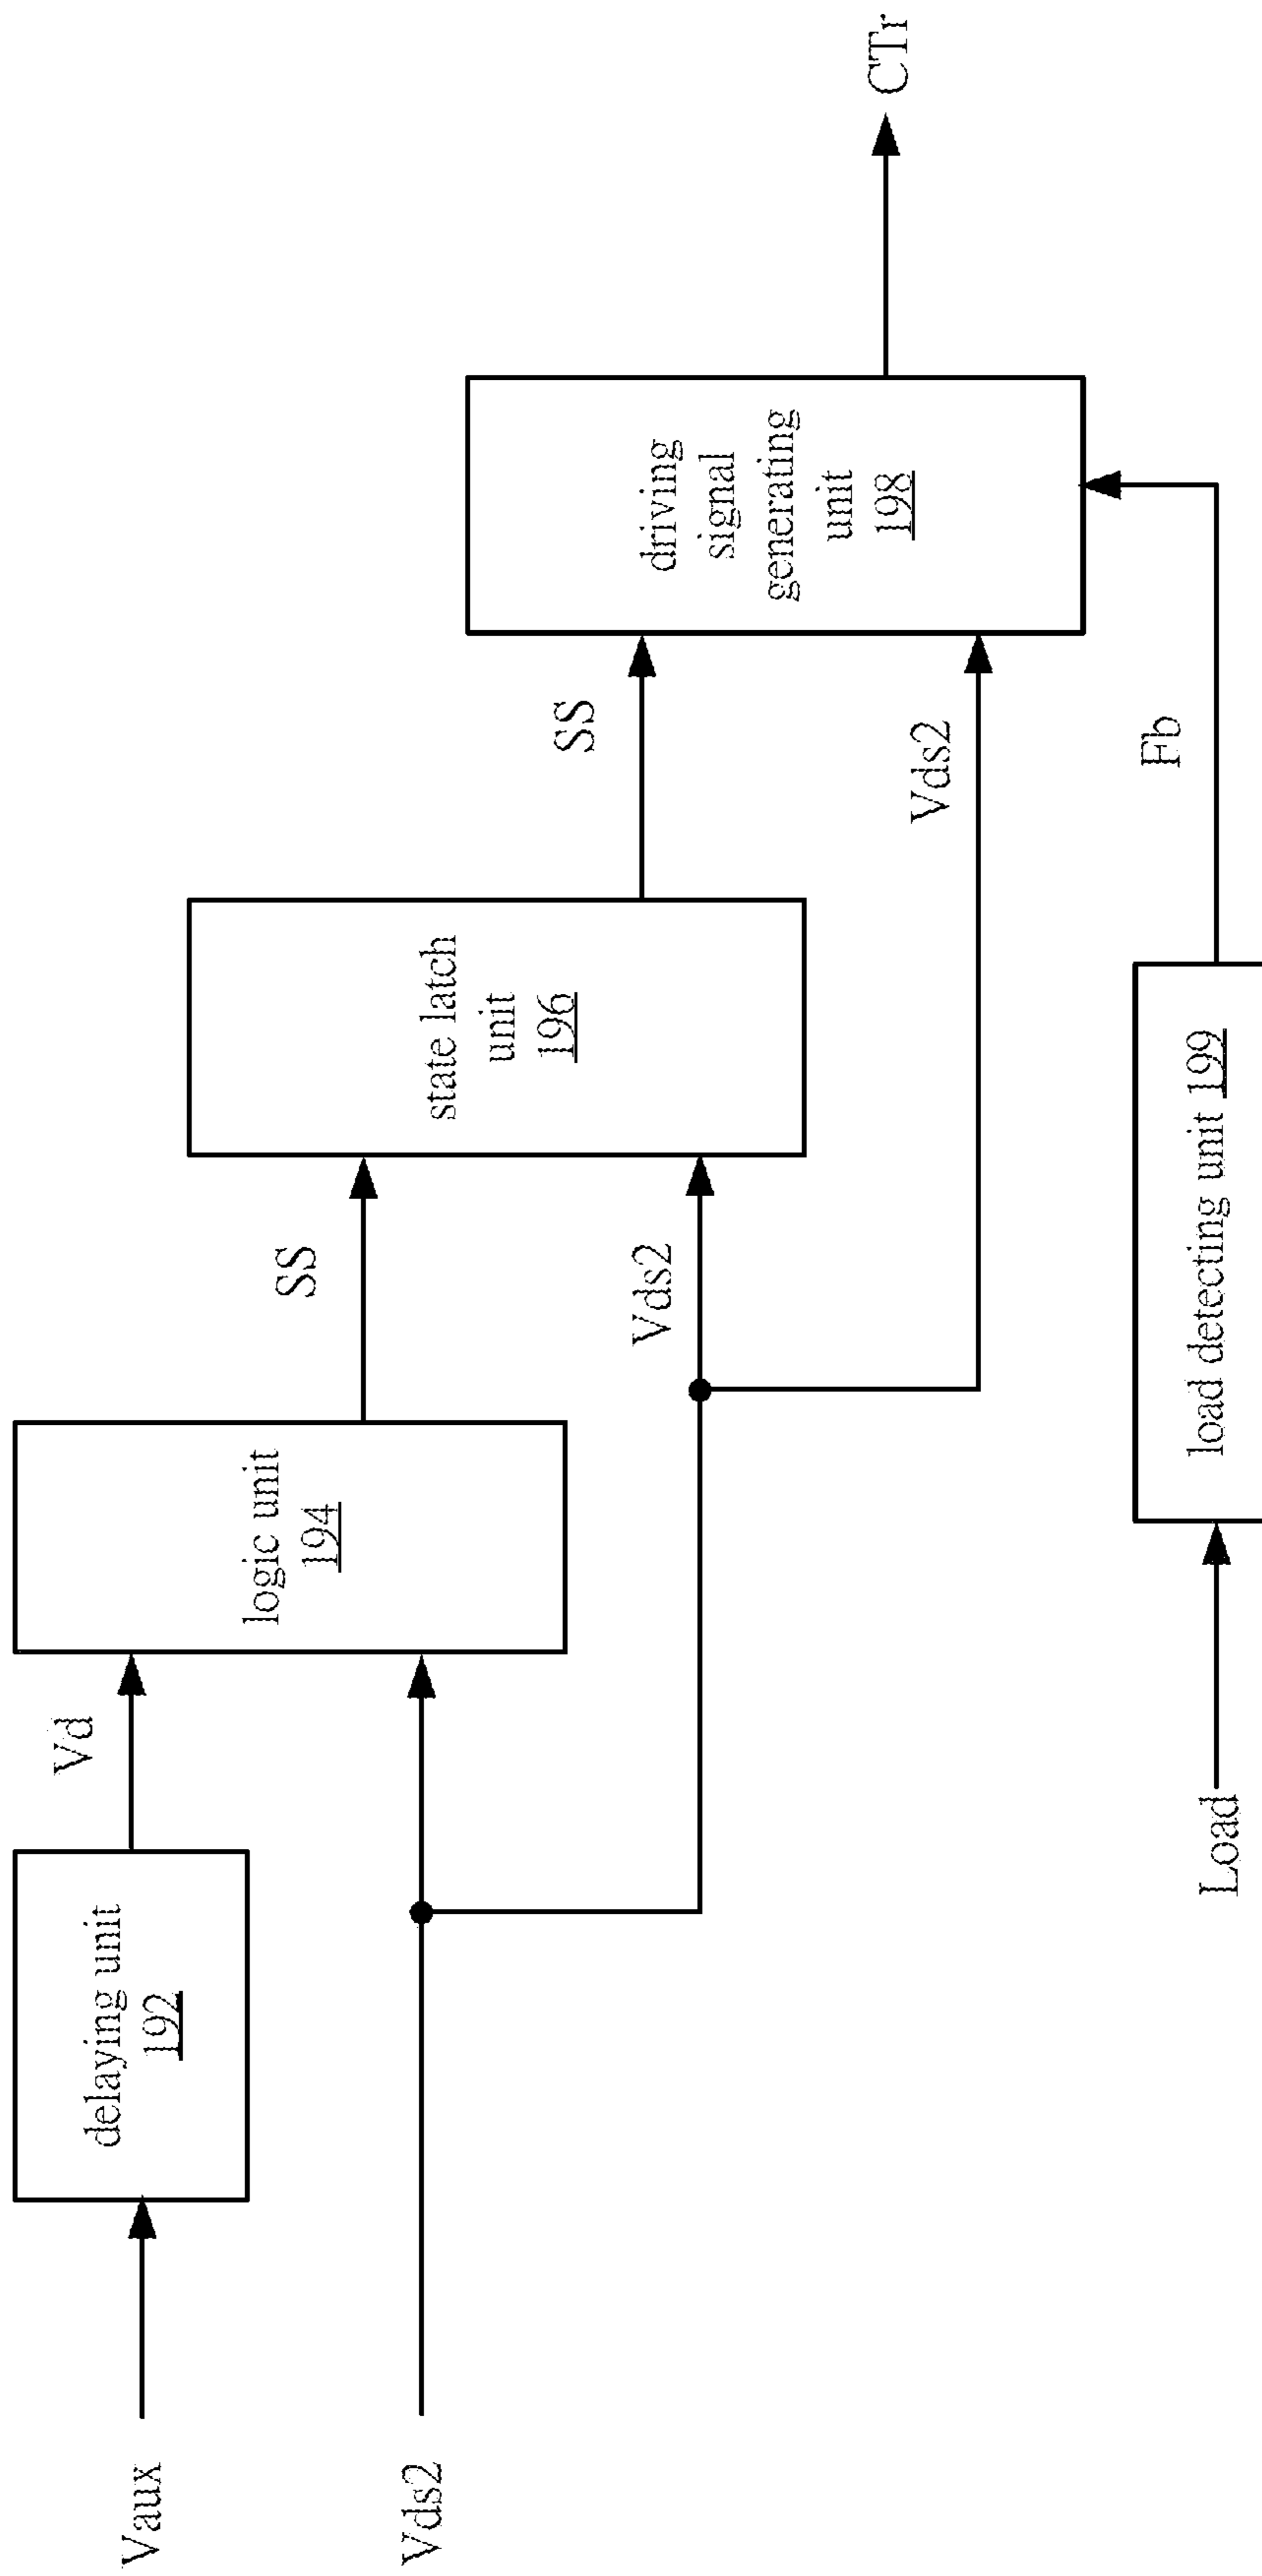 Vaux
delaying unit
192
Vd
Vds2
logic unit
194
SS
Vds2
state latch
unit
196
SS
Vds2
driving
signal
generating
unit
198
CTr
Load
load detecting unit 199
Fb